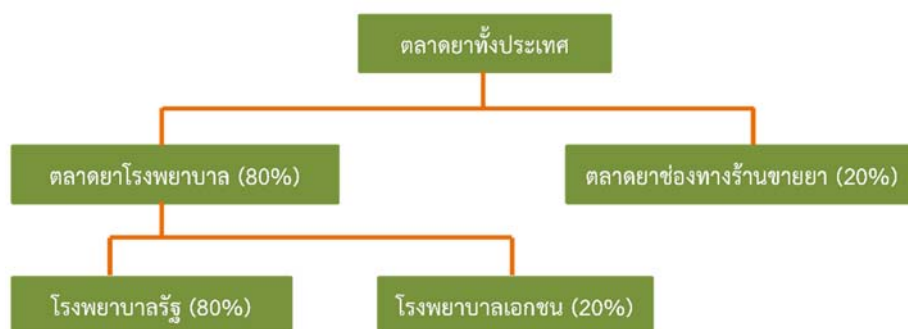 ตลาดยาทั้งประเทศ
ตลาดยาโรงพยาบาล (80%)
ตลาดยาช่องทางร้านขายยา (20%)
โรงพยาบาลรัฐ (80%)
โรงพยาบาลเอกชน (20%)